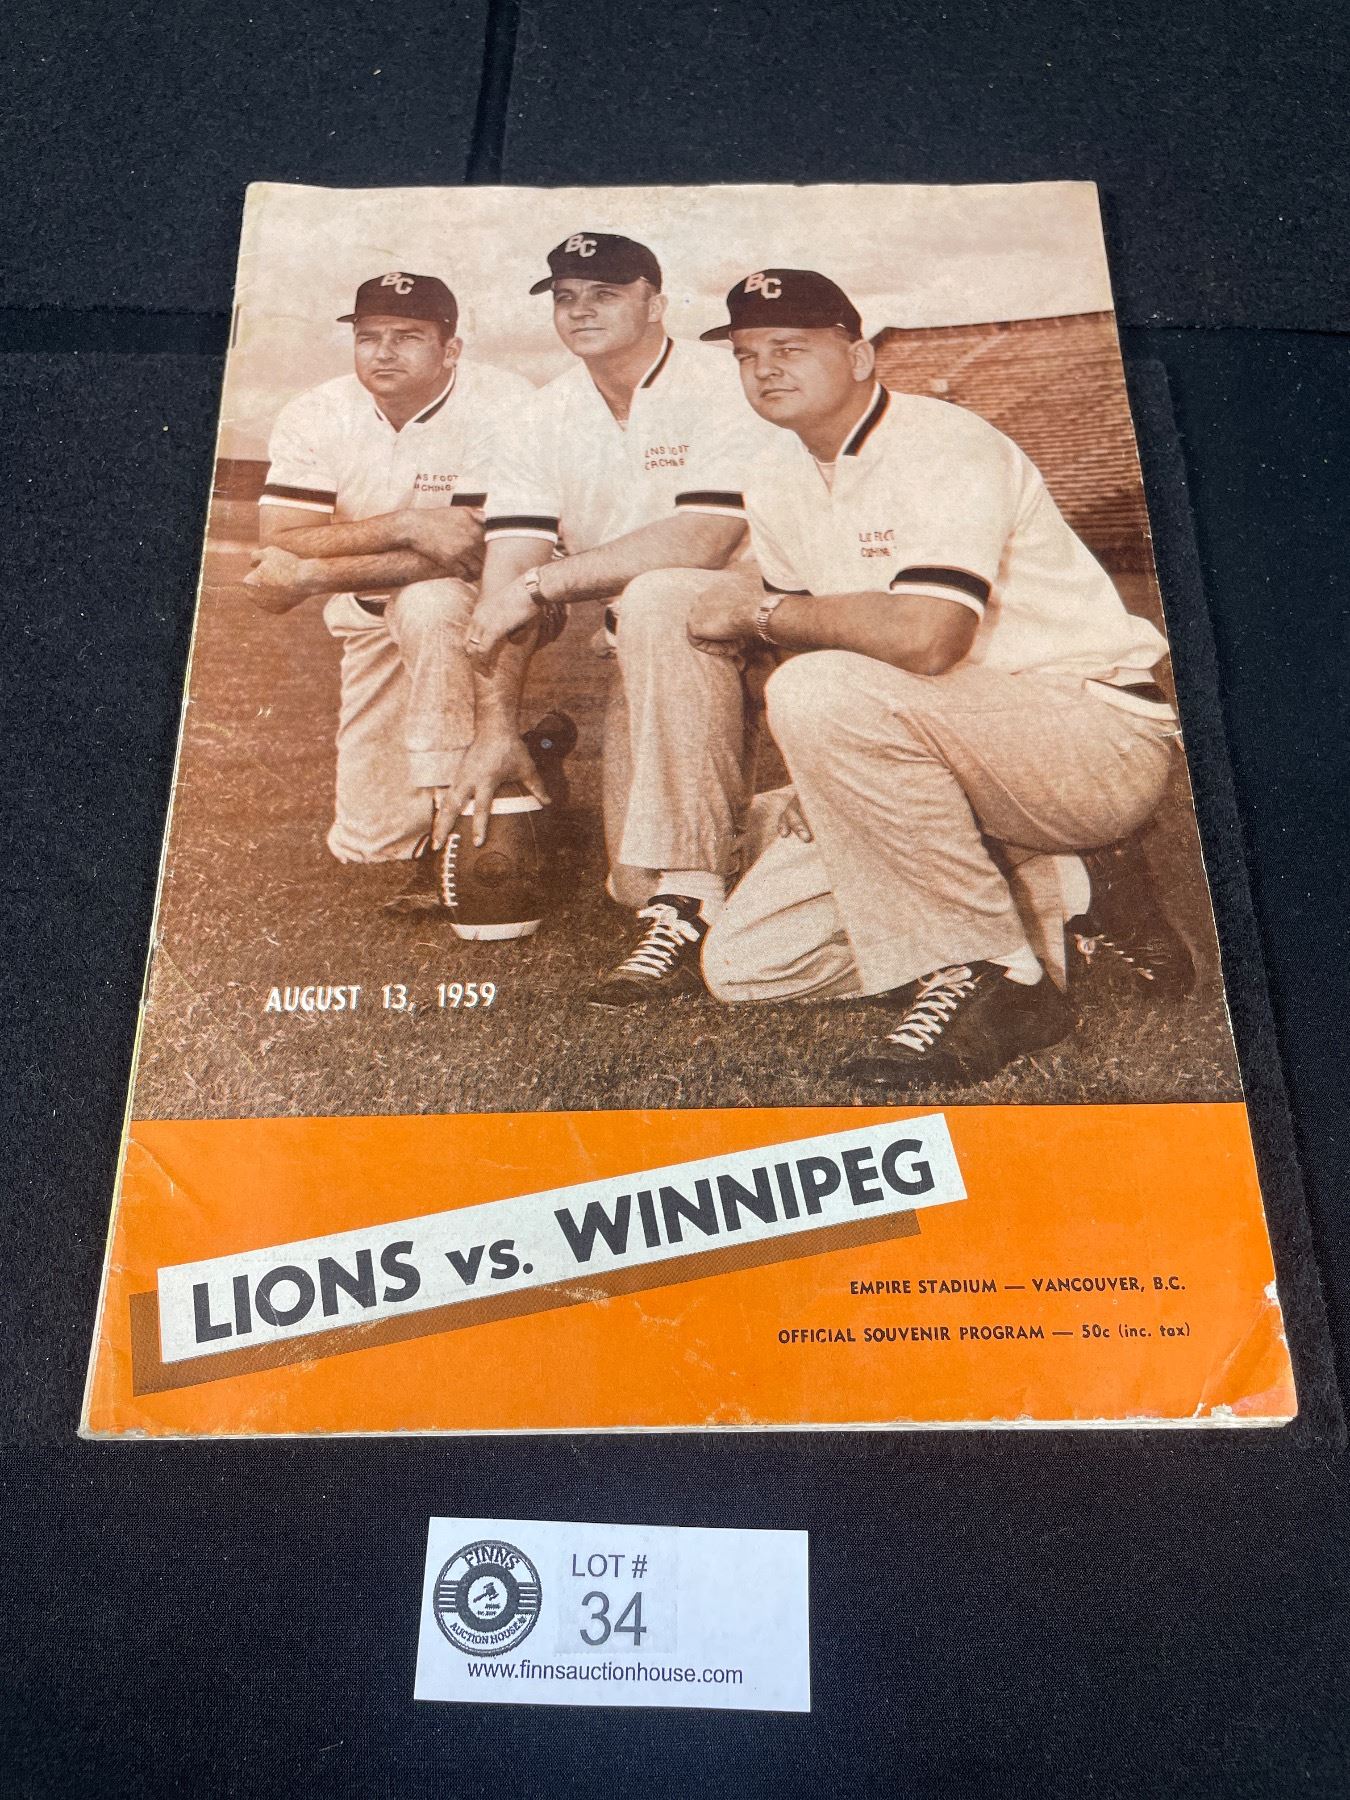 BC
BC
BC
AUGUST 13, 1959
LIONS vs. WINNIPEG
EMPIRE STADIUM — VANCOUVER, B.C.
OFFICIAL SOUVENIR PROGRAM — 50c (inc. tax)
FINNS
AUCTION HOUSE
LOT #
34
www.finnsauctionhouse.com